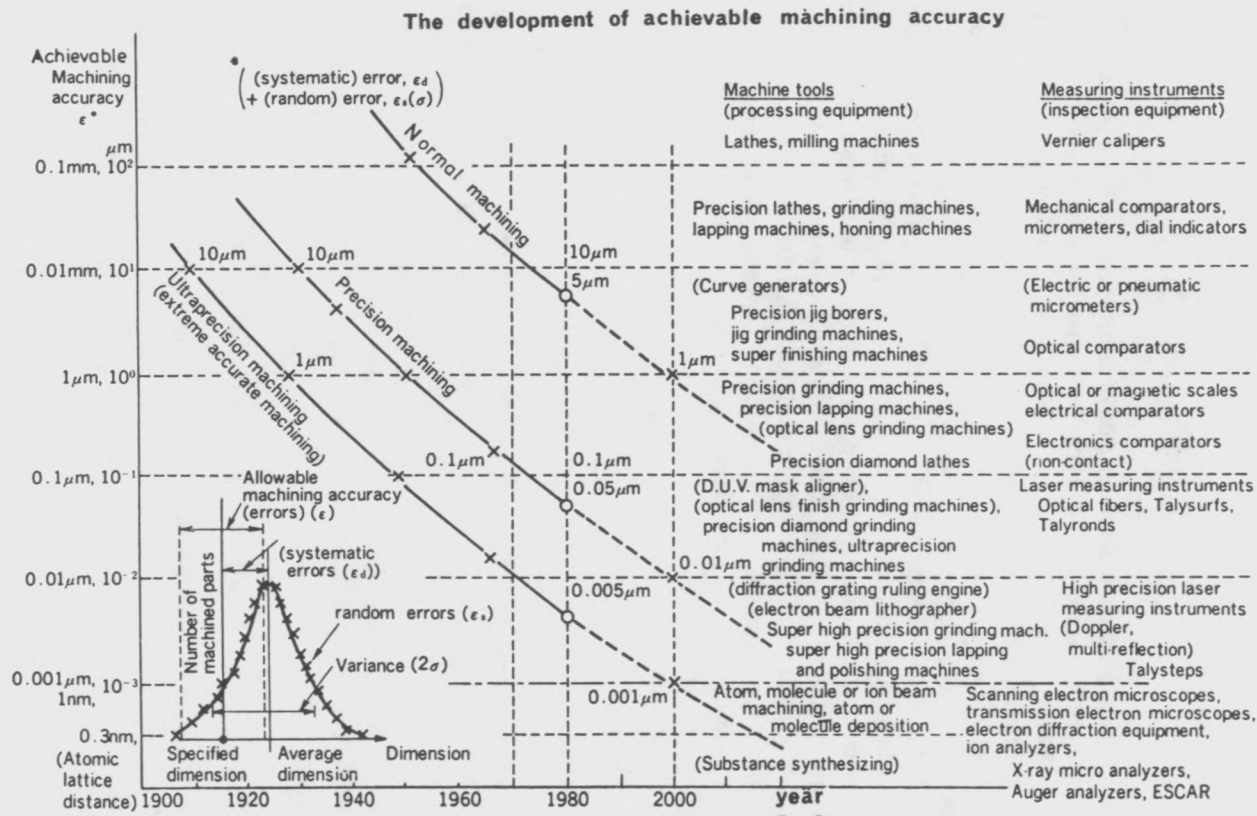 The development of achievable machining accuracy
Achievable
Machining
accuracy
ε*
* ( (systematic) error, εd
+ (random) error, εs(σ) )
Machine tools
(processing equipment)
Lathes, milling machines
Measuring instruments
(inspection equipment)
Vernier calipers
μm
0.1mm, 10²
Normal machining
Precision lathes, grinding machines,
lapping machines, honing machines
Mechanical comparators,
micrometers, dial indicators
10μm
10μm
10μm
0.01mm, 10¹
5μm
Ultraprecision machining
(extreme accurate machining)
Precision machining
(Curve generators)
Precision jig borers,
jig grinding machines,
super finishing machines
(Electric or pneumatic
micrometers)
Optical comparators
1μm
1μm
1μm, 10⁰
Precision grinding machines,
precision lapping machines,
(optical lens grinding machines)
Precision diamond lathes
Optical or magnetic scales
electrical comparators
Electronics comparators
(non-contact)
0.1μm
0.1μm
0.1μm, 10⁻¹
0.05μm
(D.U.V. mask aligner),
(optical lens finish grinding machines),
precision diamond grinding
machines, ultraprecision
grinding machines
Laser measuring instruments
Optical fibers, Talysurfs,
Talyronds
Allowable
machining accuracy
(errors) (ε)
(systematic
errors (εd))
0.01μm
0.01μm, 10⁻²
Number of
machined parts
random errors (εs)
Variance (2σ)
0.005μm
(diffraction grating ruling engine)
(electron beam lithographer)
Super high precision grinding mach.
super high precision lapping
and polishing machines
High precision laser
measuring instruments
(Doppler,
multi-reflection)
Talysteps
0.001μm, 10⁻³
1nm,
0.001μm
Atom, molecule or ion beam
machining, atom or
molecule deposition
Scanning electron microscopes,
transmission electron microscopes,
electron diffraction equipment,
ion analyzers,
0.3nm,
(Atomic
lattice
distance)
Specified
dimension
Average
dimension
Dimension
(Substance synthesizing)
X-ray micro analyzers,
Auger analyzers, ESCAR
1900 1920 1940 1960 1980 2000 year